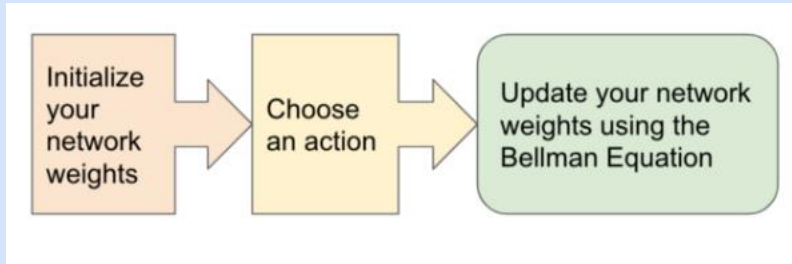 Initialize
your
network
weights
Choose
an action
Update your network
weights using the
Bellman Equation